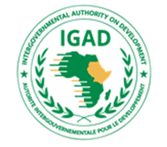 INTERGOVERNMENTAL AUTHORITY ON DEVELOPMENT
IGAD
AUTORITÉ INTERGOUVERNEMENTALE POUR LE DÉVELOPPEMENT